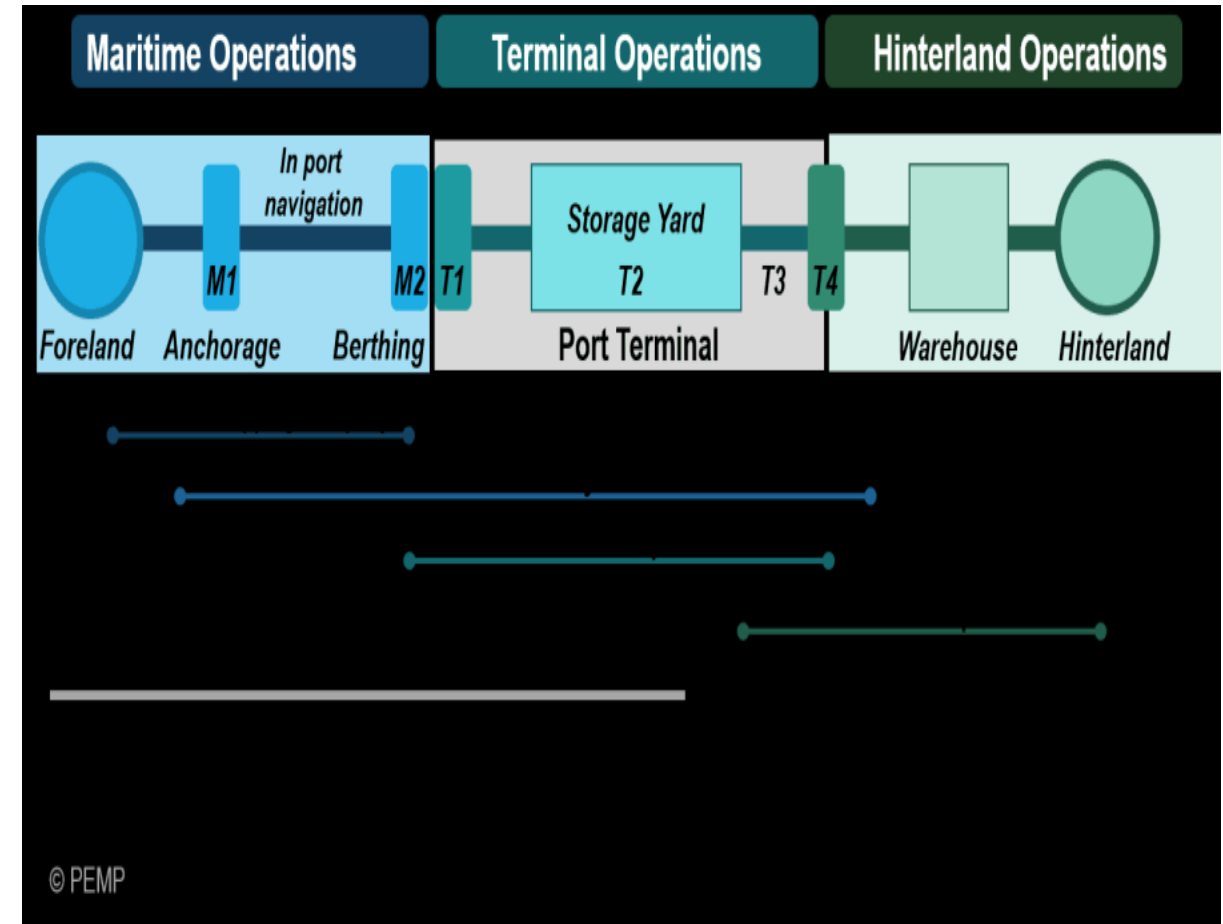 Maritime Operations
Terminal Operations
Hinterland Operations
In port
navigation
Storage Yard
M1
M2
T1
T2
T3
T4
Foreland
Anchorage
Berthing
Port Terminal
Warehouse
Hinterland
© PEMP